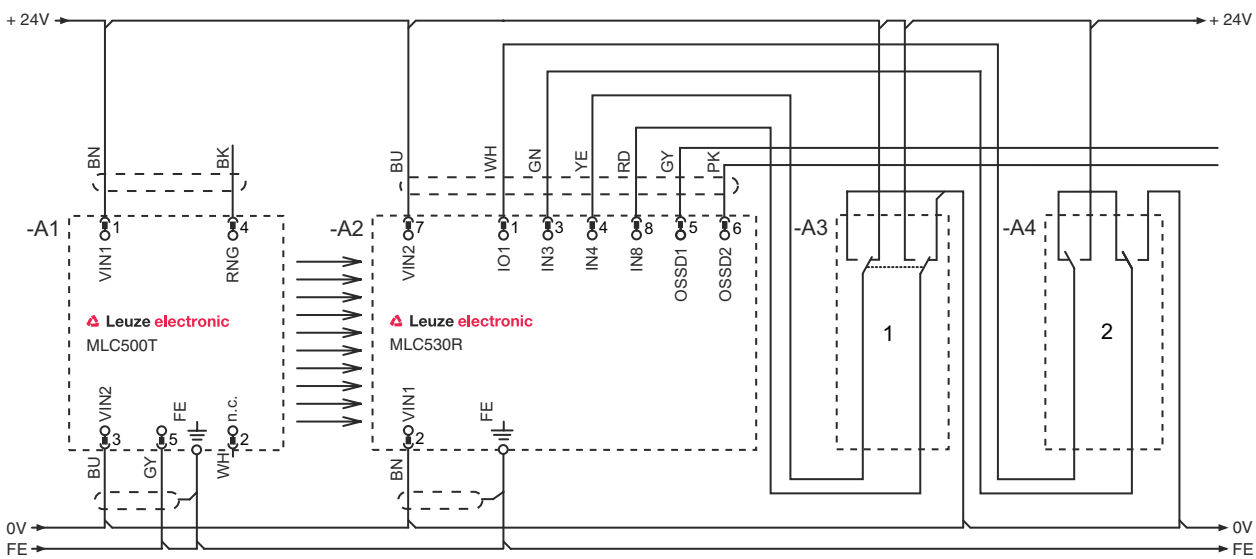 + 24V
+ 24V
BN
BK
BU
WH
GN
YE
RD
GY
PK
-A1
1
4
-A2
7
1
3
4
8
5
6
-A3
-A4
VIN1
RNG
VIN2
IO1
IN3
IN4
IN8
OSSD1
OSSD2
Leuze electronic
MLC500T
Leuze electronic
MLC530R
1
2
VIN2
FE
n.c.
VIN1
FE
3
5
2
2
BU
GY
WH
BN
0V
0V
FE
FE